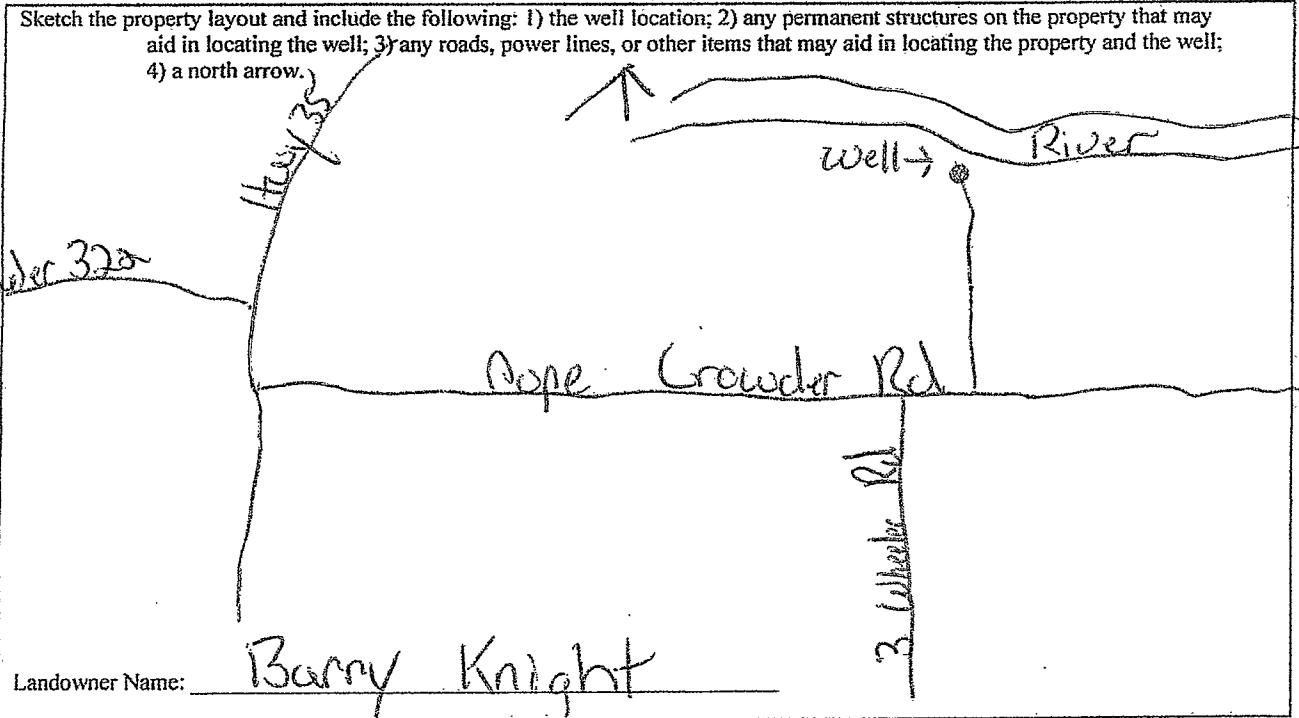 Sketch the property layout and include the following: 1) the well location; 2) any permanent structures on the property that may
aid in locating the well; 3) any roads, power lines, or other items that may aid in locating the property and the well;
4) a north arrow.
Hwy 35
River
Well →
der 322
Pope Crowder Rd
3 Wheeler Rd
Landowner Name: Barry Knight